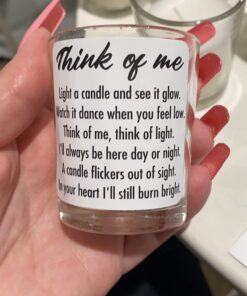 Think of me
Light a candle and see it glow.
Watch it dance when you feel low.
Think of me, think of light.
I'll always be here day or night.
A candle flickers out of sight.
In your heart I'll still burn bright.